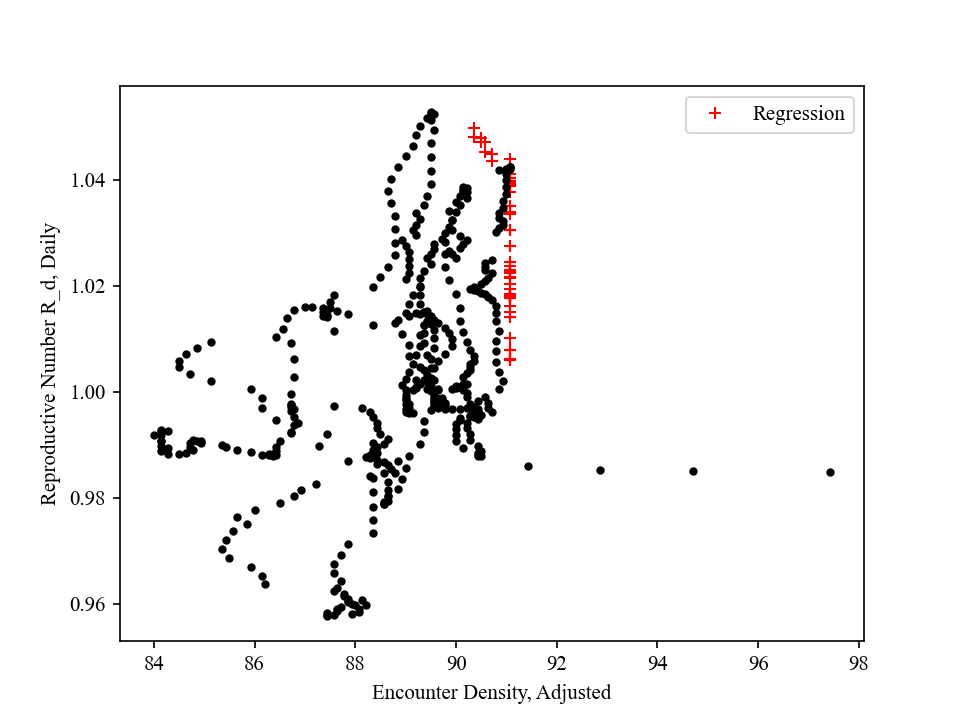 Regression
1.04
1.02
1.00
0.98
0.96
Reproductive Number R_d, Daily
84 86 88 90 92 94 96 98
Encounter Density, Adjusted